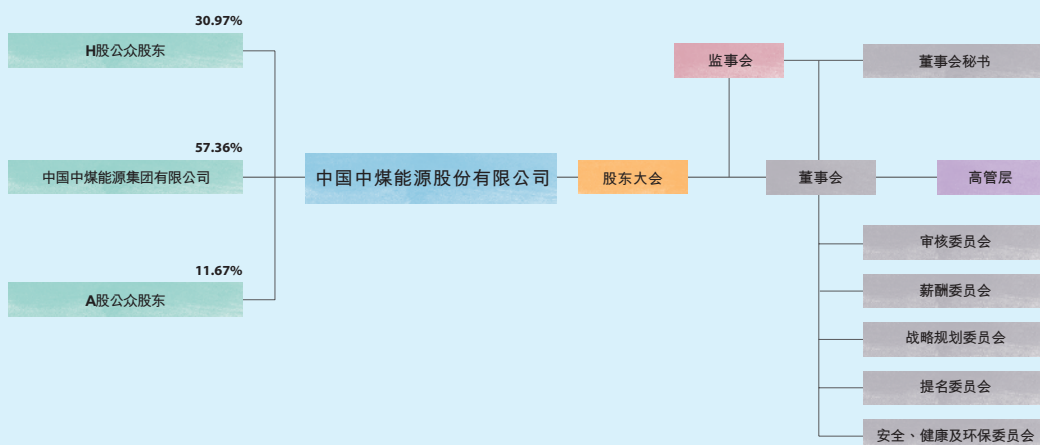 30.97%
H股公众股东
57.36%
中国中煤能源集团有限公司
11.67%
A股公众股东
中国中煤能源股份有限公司
股东大会
监事会
董事会秘书
董事会
高管层
审核委员会
薪酬委员会
战略规划委员会
提名委员会
安全、健康及环保委员会